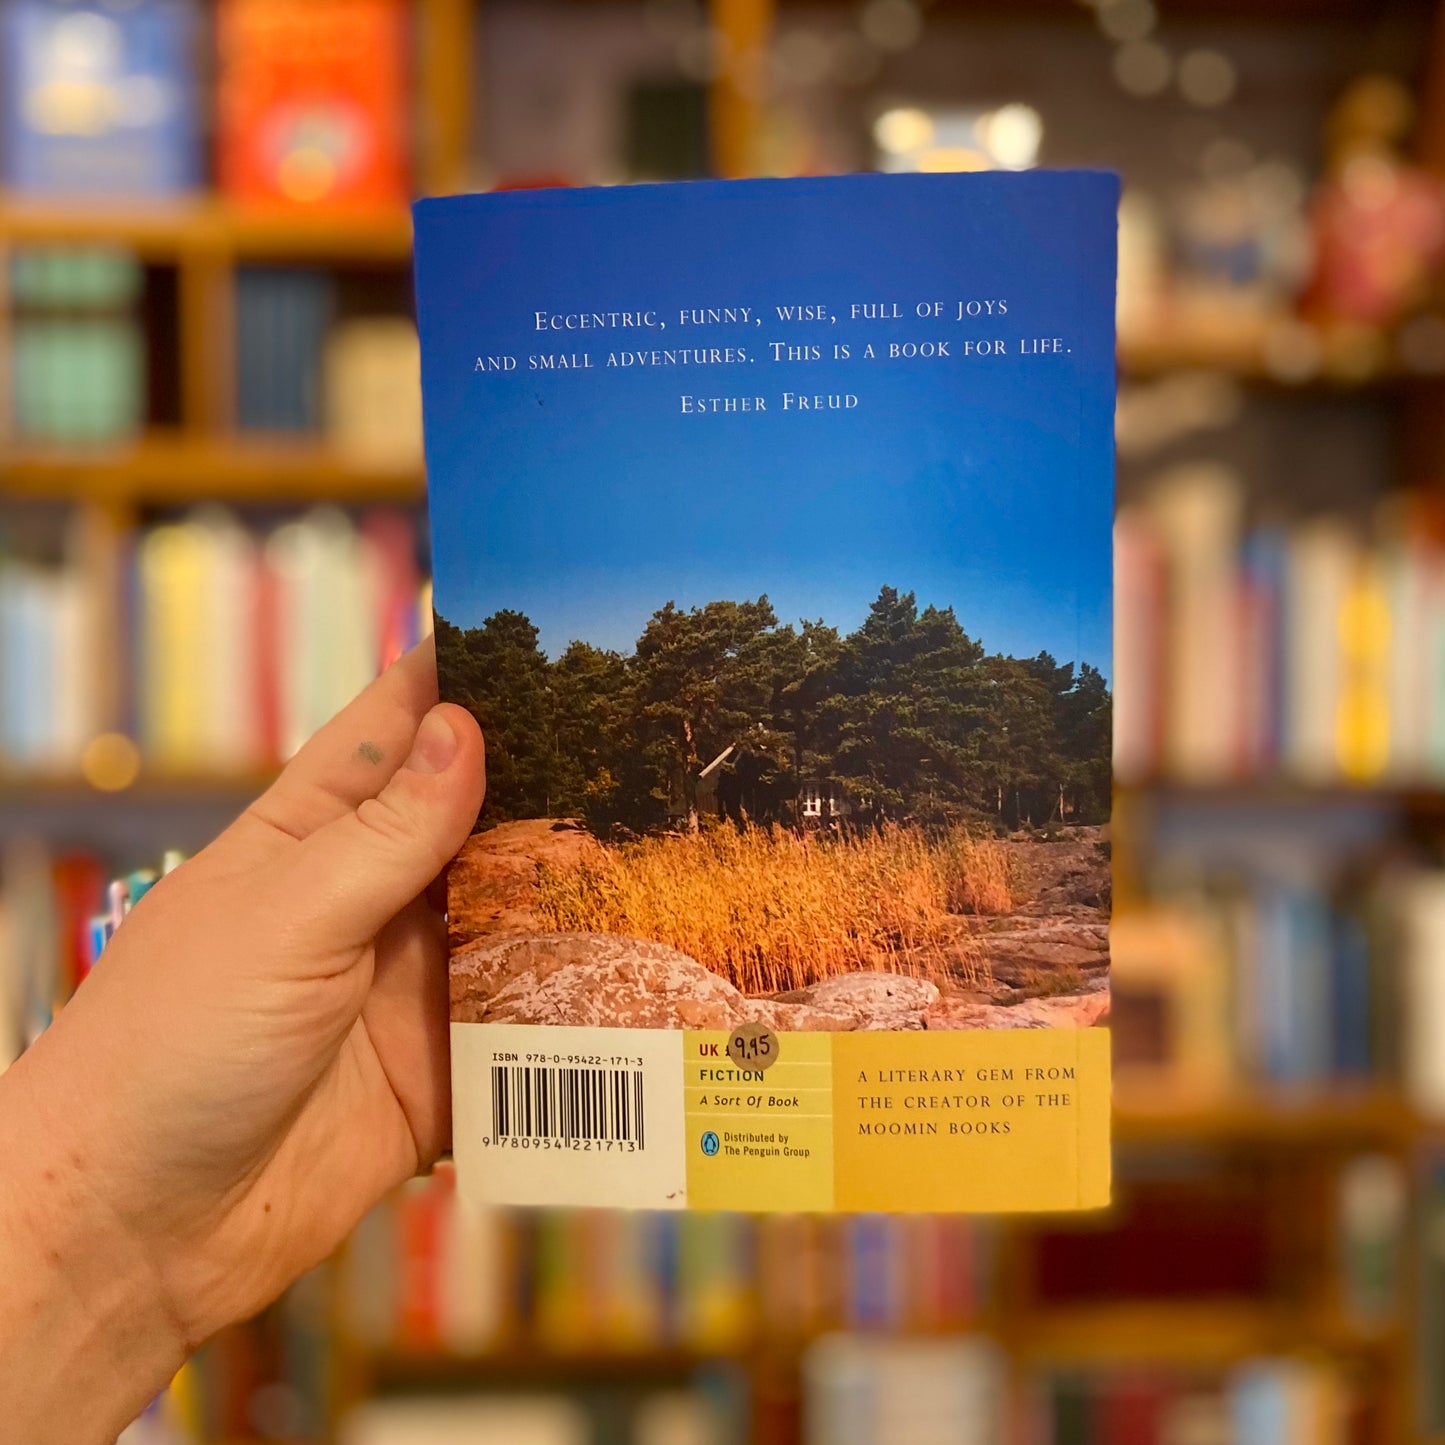 Eccentric, funny, wise, full of joys
and small adventures. This is a book for life.
Esther Freud
ISBN 978-0-95422-171-3
9 780954 221713
UK £9.95
FICTION
A Sort Of Book
Distributed by
The Penguin Group
A LITERARY GEM FROM
THE CREATOR OF THE
MOOMIN BOOKS